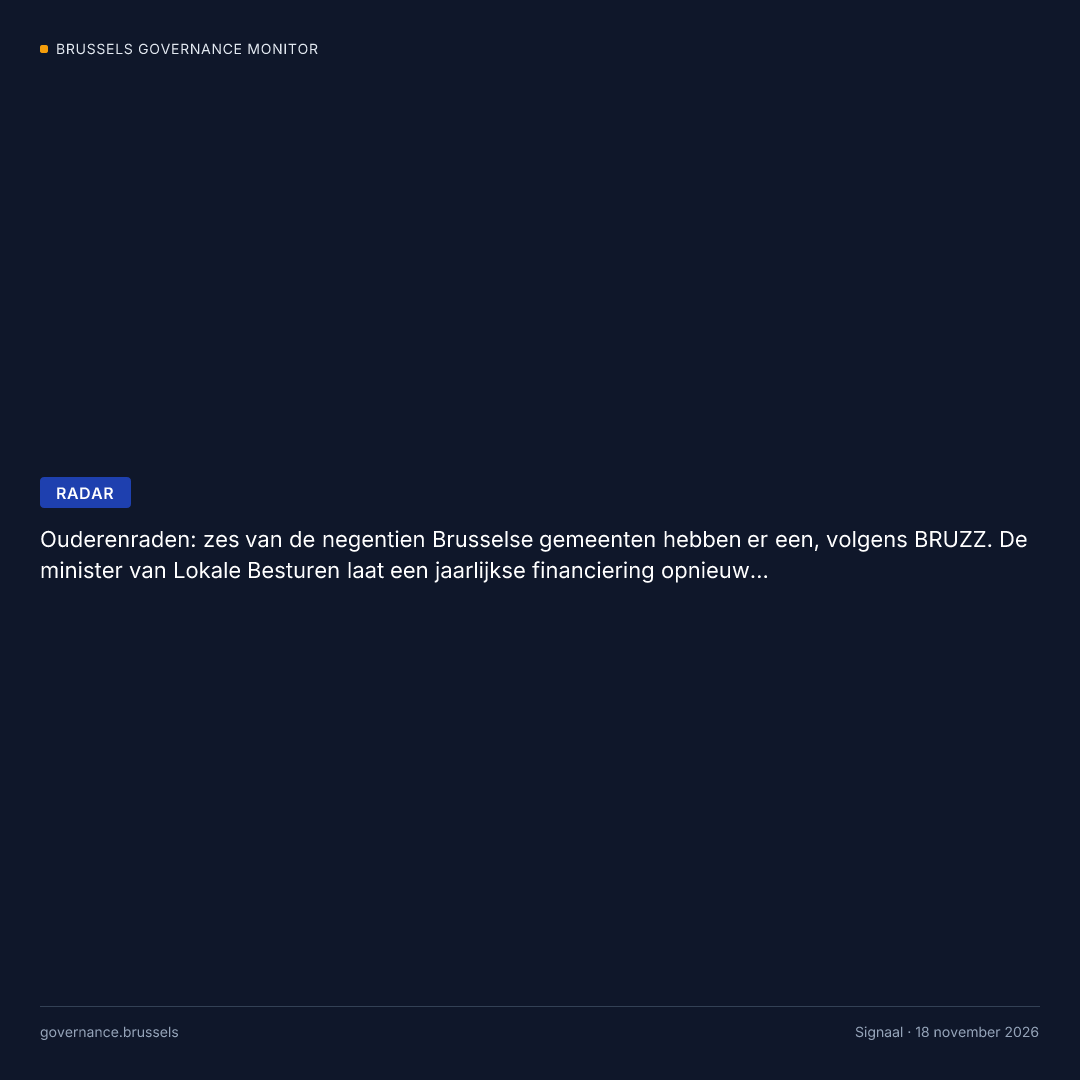 BRUSSELS GOVERNANCE MONITOR
RADAR
Ouderenraden: zes van de negentien Brusselse gemeenten hebben er een, volgens BRUZZ. De
minister van Lokale Besturen laat een jaarlijkse financiering opnieuw...
governance.brussels
Signaal · 18 november 2026